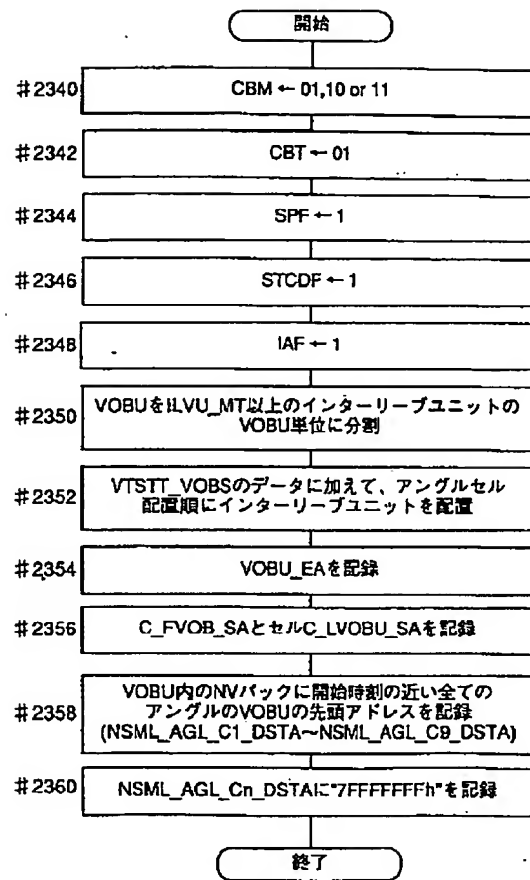 開始
#2340 CBM ← 01,10 or 11
#2342 CBT ← 01
#2344 SPF ← 1
#2346 STCDF ← 1
#2348 IAF ← 1
#2350 VOBUをILVU_MT以上のインターリーブユニットの
VOBU単位に分割
#2352 VTSTT_VOBSのデータに加えて、アングルセル
配置順にインターリーブユニットを配置
#2354 VOBU_EAを記録
#2356 C_FVOB_SAとセルC_LVOBU_SAを記録
#2358 VOBU内のNVパックに開始時刻の近い全ての
アングルのVOBUの先頭アドレスを記録
(NSML_AGL_C1_DSTA～NSML_AGL_C9_DSTA)
#2360 NSML_AGL_Cn_DSTAに"7FFFFFFFh"を記録
終了